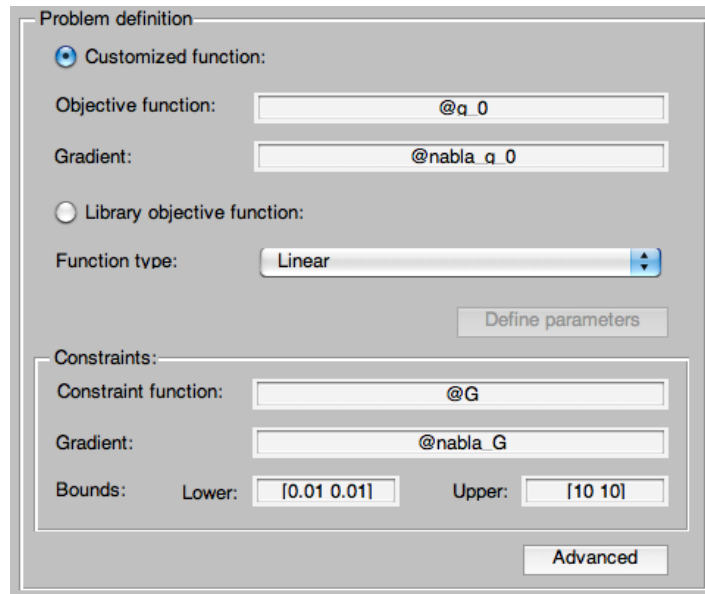 Problem definition
Customized function:
Objective function: @g_0
Gradient: @nabla_g_0
Library objective function:
Function type: Linear
Define parameters
Constraints:
Constraint function: @G
Gradient: @nabla_G
Bounds: Lower: [0.01 0.01] Upper: [10 10]
Advanced